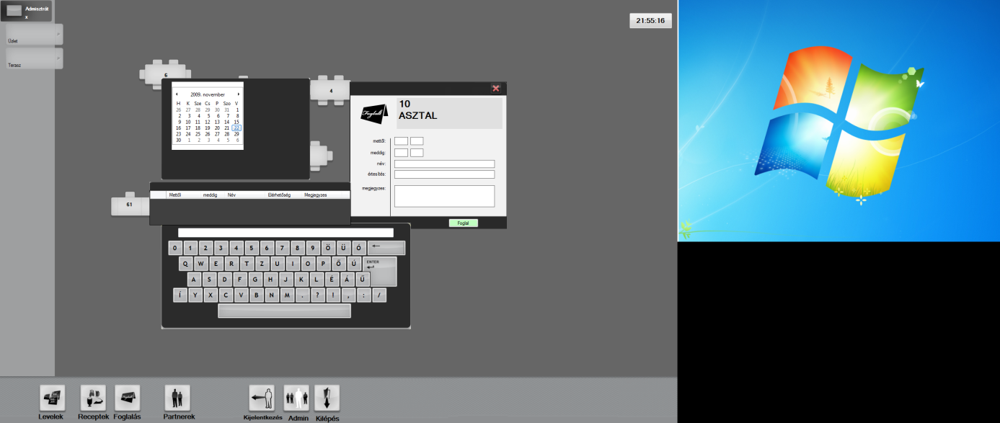 Admisztrát
x
Üzlet
Terasz
21:55:16
6
4
61
2009. november
H K Sze Cs P Szo V
26 27 28 29 30 31 1
2 3 4 5 6 7 8
9 10 11 12 13 14 15
16 17 18 19 20 21 22
23 24 25 26 27 28 29
30 1 2 3 4 5 6
Foglalt
10
ASZTAL
mettől:
meddig:
név:
értesítés:
megjegyzes:
Foglal
Mettől meddig Név Elérhetőség Megjegyzes
0 1 2 3 4 5 6 7 8 9 Ö Ü Ó ←
Q W E R T Z U I O P Ő Ú ENTER
A S D F G H J K L É Á Ű
Í Y X C V B N M . ? ! , : /
Levelek Receptek Foglalás Partnerek Kijelentkezés Admin Kilépés